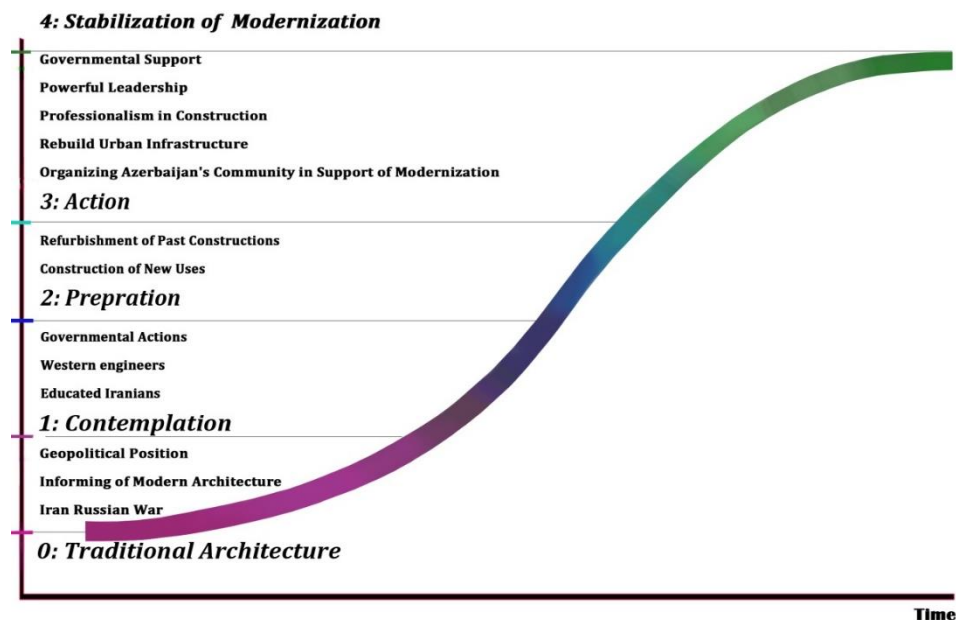 4: Stabilization of Modernization
Governmental Support
Powerful Leadership
Professionalism in Construction
Rebuild Urban Infrastructure
Organizing Azerbaijan's Community in Support of Modernization
3: Action
Refurbishment of Past Constructions
Construction of New Uses
2: Prepration
Governmental Actions
Western engineers
Educated Iranians
1: Contemplation
Geopolitical Position
Informing of Modern Architecture
Iran Russian War
0: Traditional Architecture
Time